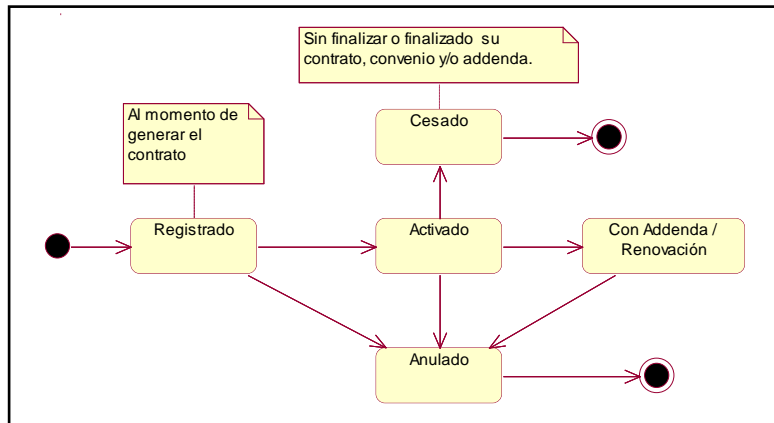 Sin finalizar o finalizado su
contrato, convenio y/o addenda.
Al momento de
generar el
contrato
Cesado
Registrado
Activado
Con Addenda /
Renovación
Anulado